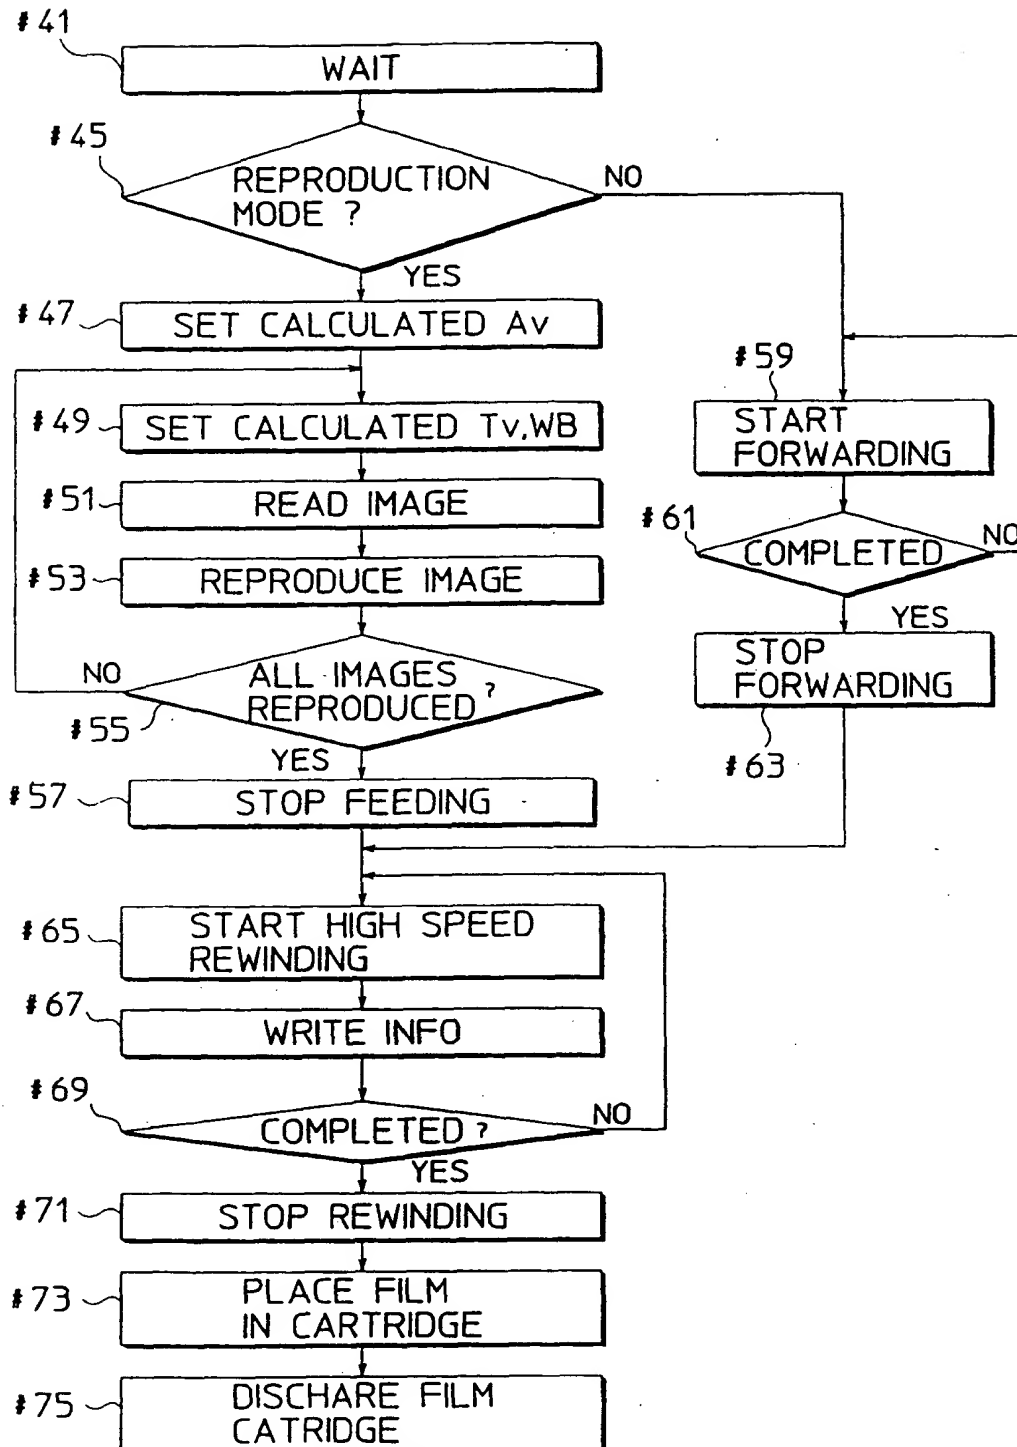 #41
WAIT
#45
REPRODUCTION
MODE ?
NO
YES
#47
SET CALCULATED Av
#49
SET CALCULATED Tv,WB
#51
READ IMAGE
#53
REPRODUCE IMAGE
ALL IMAGES
REPRODUCED ?
NO
#55
YES
#57
STOP FEEDING
#59
START
FORWARDING
#61
COMPLETED
NO
YES
STOP
FORWARDING
#63
#65
START HIGH SPEED
REWINDING
#67
WRITE INFO
#69
COMPLETED ?
NO
YES
#71
STOP REWINDING
#73
PLACE FILM
IN CARTRIDGE
#75
DISCHARE FILM
CATRIDGE